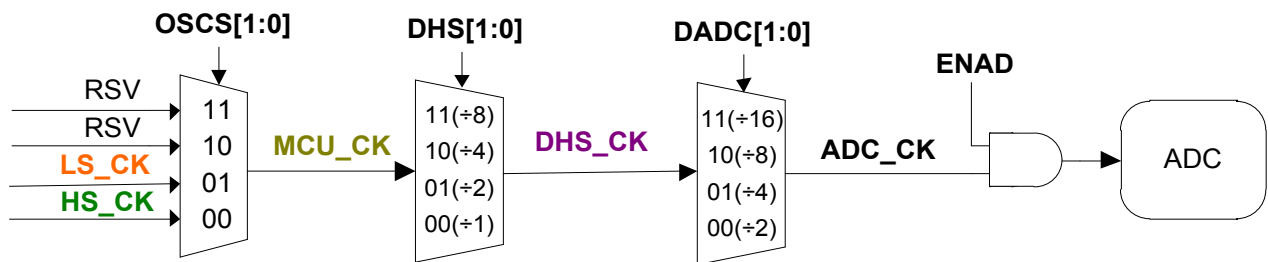 OSCS[1:0]
DHS[1:0]
DADC[1:0]
ENAD
RSV
RSV
LS_CK
HS_CK
11
10
01
00
MCU_CK
11(÷8)
10(÷4)
01(÷2)
00(÷1)
DHS_CK
11(÷16)
10(÷8)
01(÷4)
00(÷2)
ADC_CK
ADC